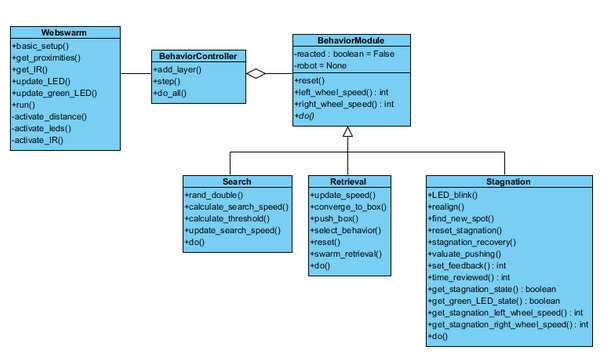 Webswarm
+basic_setup()
+get_proximities()
+get_IR()
+update_LED()
+update_green_LED()
+run()
-activate_distance()
-activate_leds()
-activate_IR()
BehaviorController
+add_layer()
+step()
+do_all()
BehaviorModule
-reacted : boolean = False
-robot = None
+reset()
+left_wheel_speed() : int
+right_wheel_speed() : int
+do()
Search
+rand_double()
+calculate_search_speed()
+calculate_threshold()
+update_search_speed()
+do()
Retrieval
+update_speed()
+converge_to_box()
+push_box()
+select_behavior()
+reset()
+swarm_retrieval()
+do()
Stagnation
+LED_blink()
+realign()
+find_new_spot()
+reset_stagnation()
+stagnation_recovery()
+valuate_pushing()
+set_feedback() : int
+time_reviewed() : int
+get_stagnation_state() : boolean
+get_green_LED_state() : boolean
+get_stagnation_left_wheel_speed() : int
+get_stagnation_right_wheel_speed() : int
+do()